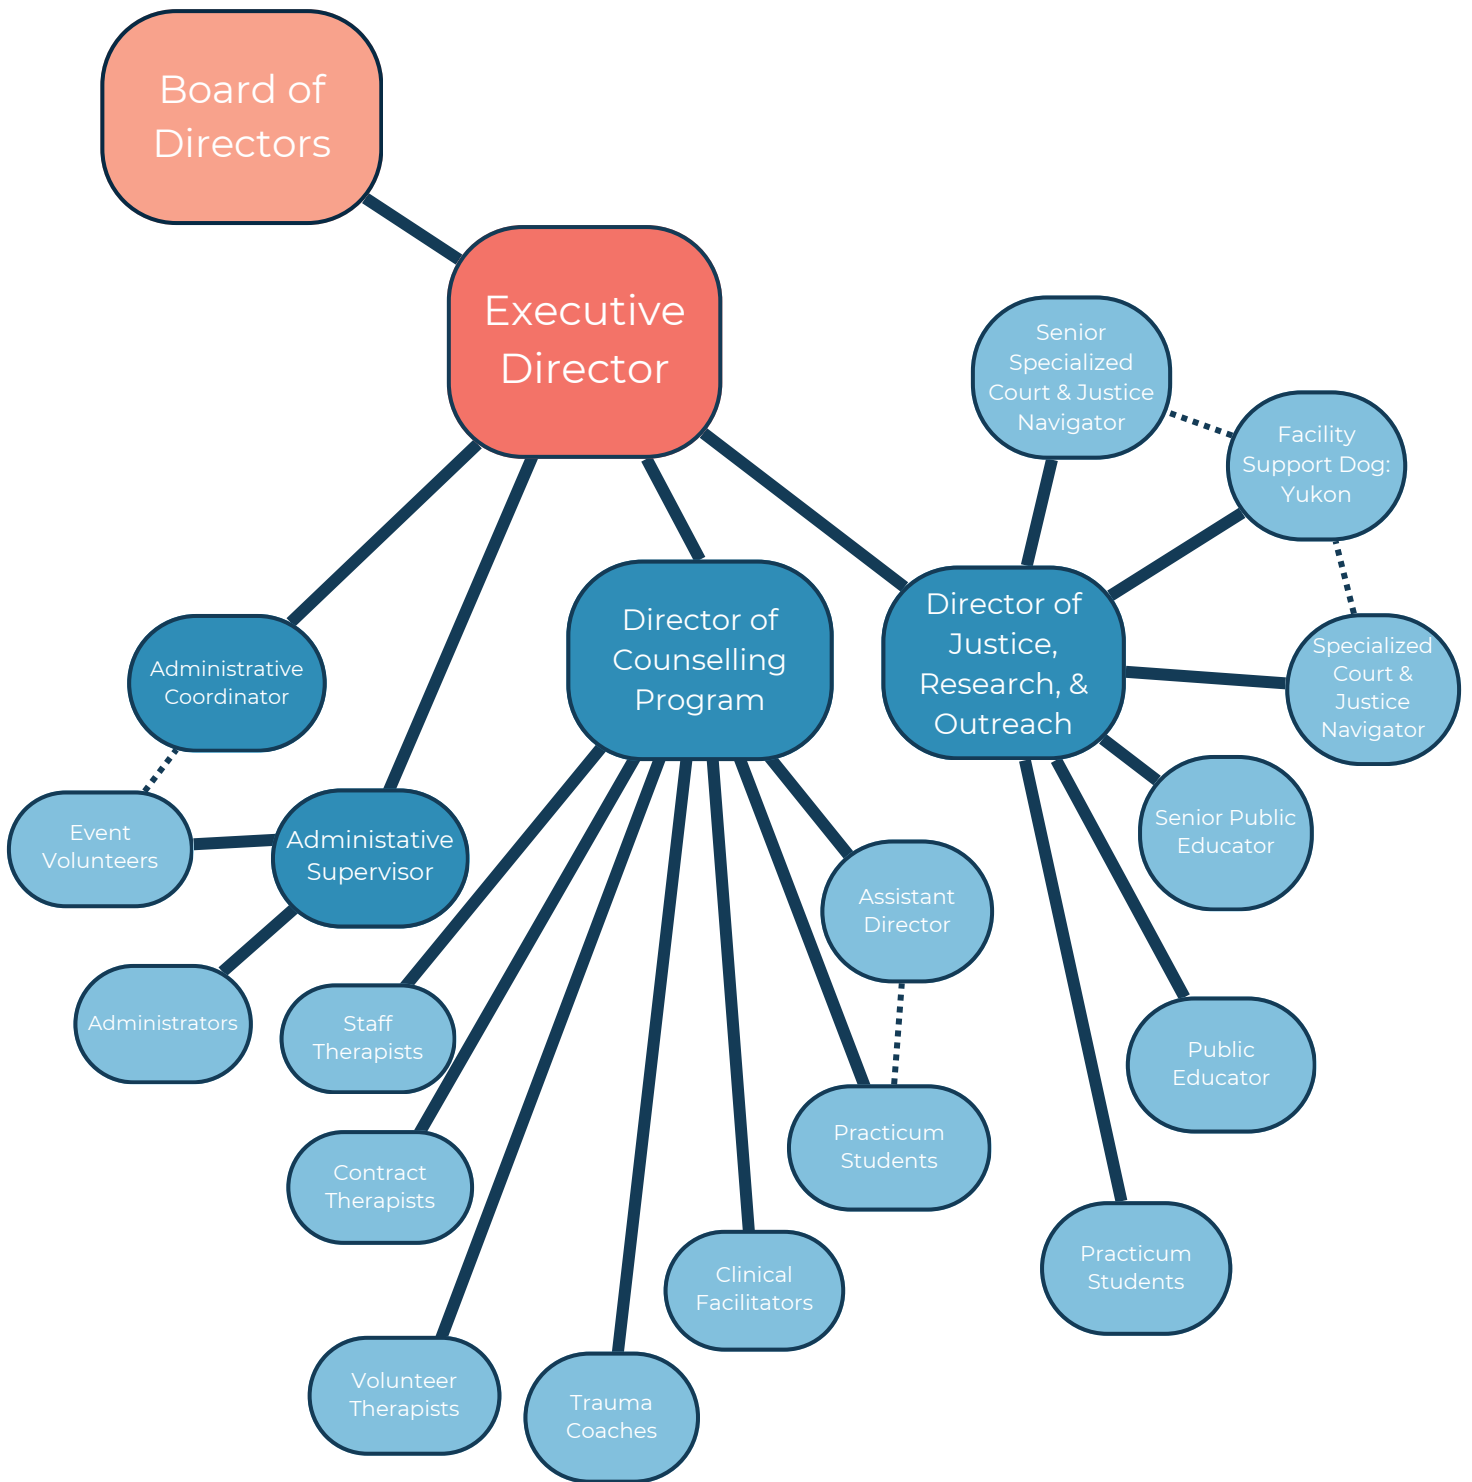 Board of
Directors
Executive
Director
Senior
Specialized
Court & Justice
Navigator
Facility
Support Dog:
Yukon
Administrative
Coordinator
Director of
Counselling
Program
Director of
Justice,
Research, &
Outreach
Specialized
Court &
Justice
Navigator
Event
Volunteers
Administative
Supervisor
Senior Public
Educator
Assistant
Director
Administrators
Staff
Therapists
Public
Educator
Contract
Therapists
Practicum
Students
Clinical
Facilitators
Practicum
Students
Volunteer
Therapists
Trauma
Coaches